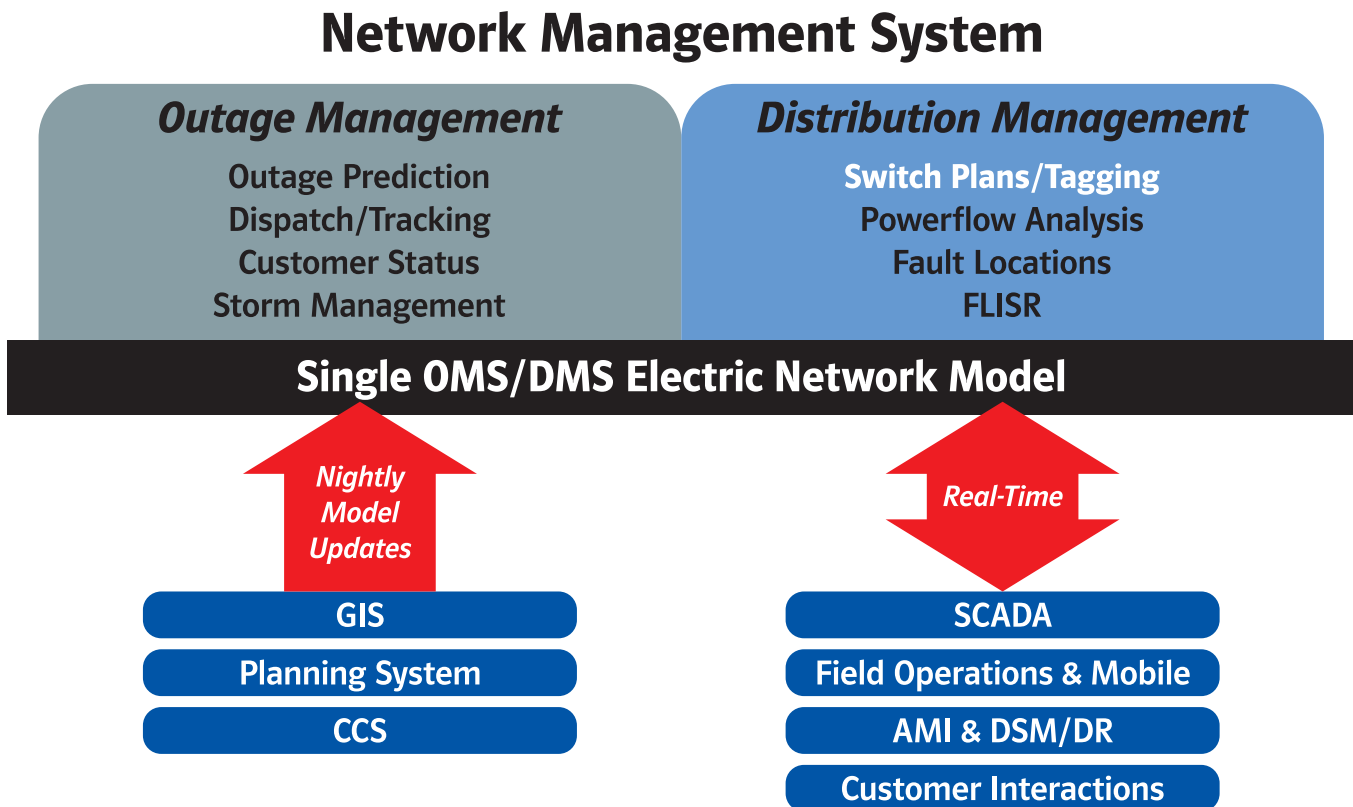 Network Management System
Outage Management
Outage Prediction
Dispatch/Tracking
Customer Status
Storm Management
Distribution Management
Switch Plans/Tagging
Powerflow Analysis
Fault Locations
FLISR
Single OMS/DMS Electric Network Model
Nightly
Model
Updates
GIS
Planning System
CCS
Real-Time
SCADA
Field Operations & Mobile
AMI & DSM/DR
Customer Interactions